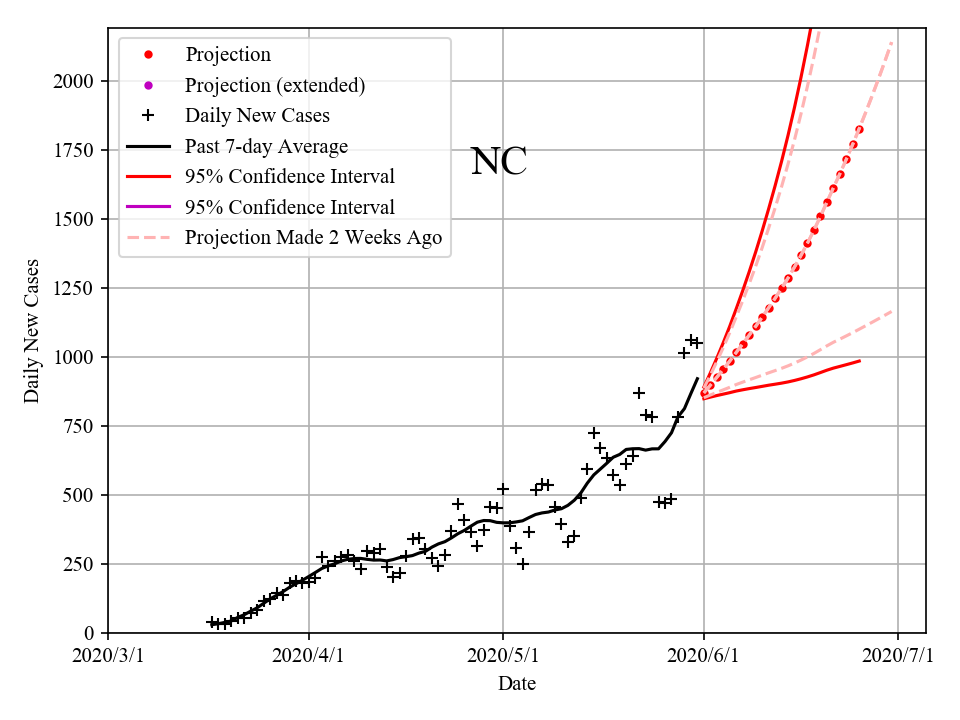 Projection
Projection (extended)
Daily New Cases
Past 7-day Average
95% Confidence Interval
95% Confidence Interval
Projection Made 2 Weeks Ago
NC
2000
1750
1500
1250
1000
750
500
250
0
Daily New Cases
2020/3/1 2020/4/1 2020/5/1 2020/6/1 2020/7/1
Date